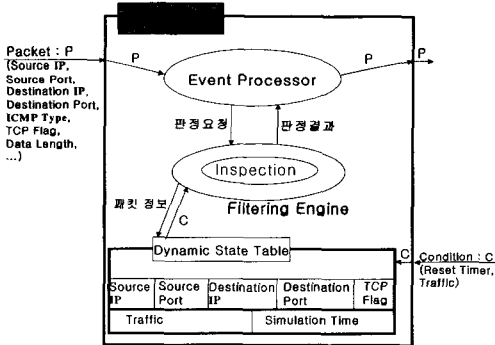 Packet : P
(Source IP,
Source Port,
Destination IP,
Destination Port,
ICMP Type,
TCP Flag,
Data Length,
...)
P
Event Processor
P
P
판정요청
판정결과
Inspection
Filtering Engine
패킷 정보
C
Dynamic State Table
C
Condition : C
(Reset Timer,
Traffic)
Source IP
Source Port
Destination IP
Destination Port
TCP Flag
Traffic
Simulation Time